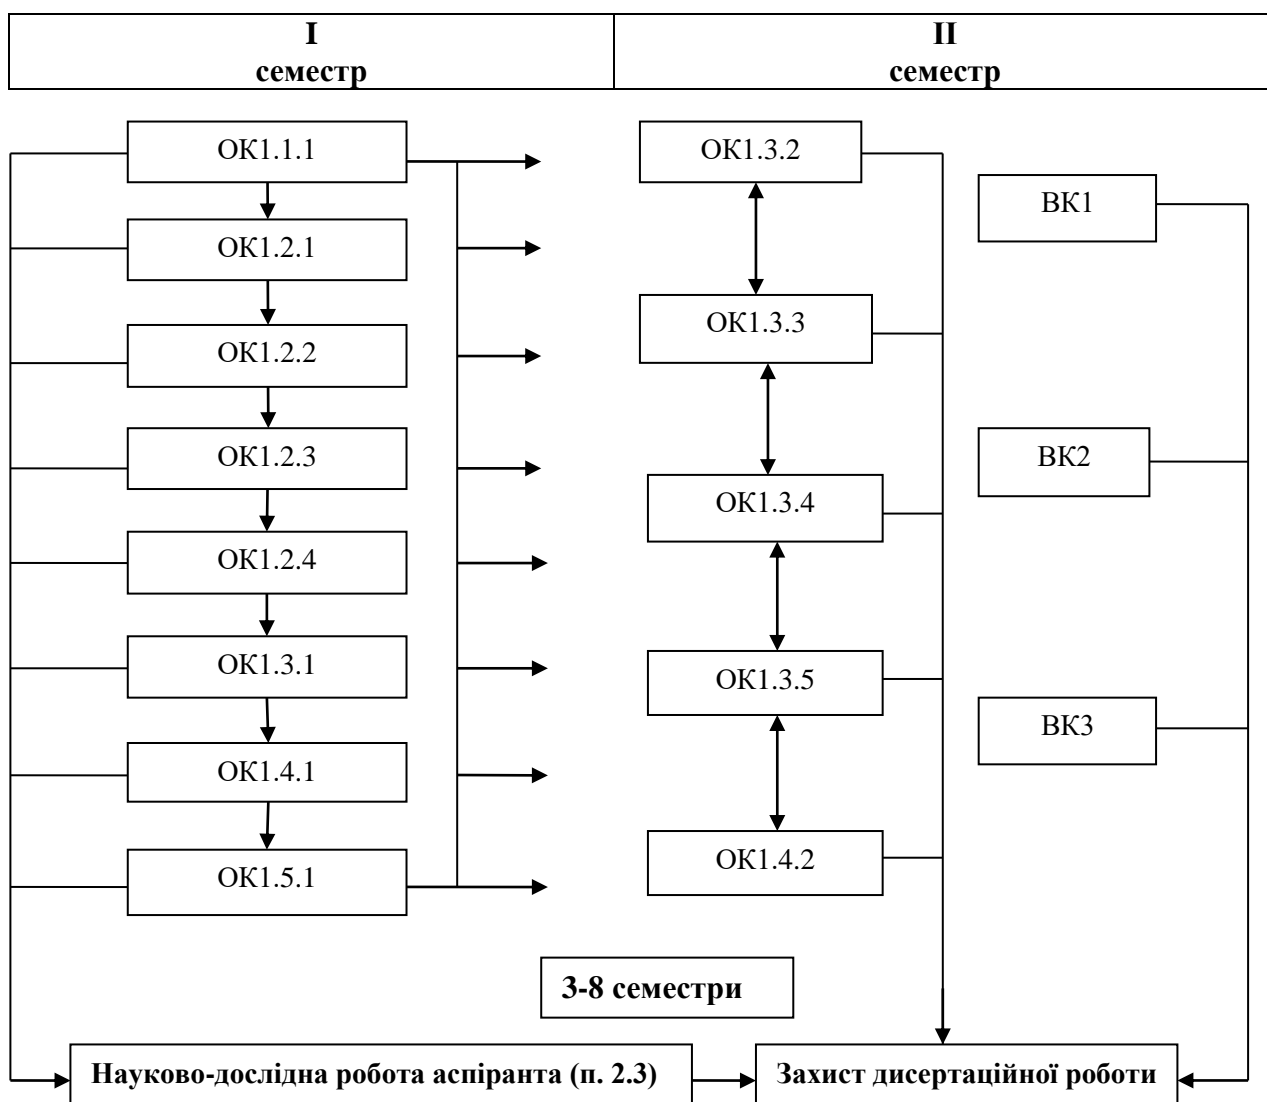 I
семестр
II
семестр
ОК1.1.1
ОК1.2.1
ОК1.2.2
ОК1.2.3
ОК1.2.4
ОК1.3.1
ОК1.4.1
ОК1.5.1
ОК1.3.2
ОК1.3.3
ОК1.3.4
ОК1.3.5
ОК1.4.2
ВК1
ВК2
ВК3
3-8 семестри
Науково-дослідна робота аспіранта (п. 2.3)
Захист дисертаційної роботи